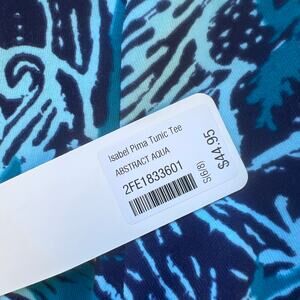 Isabel Pima Tunic Tee
ABSTRACT AQUA
2FE1833601
S(6/8)
$44.95